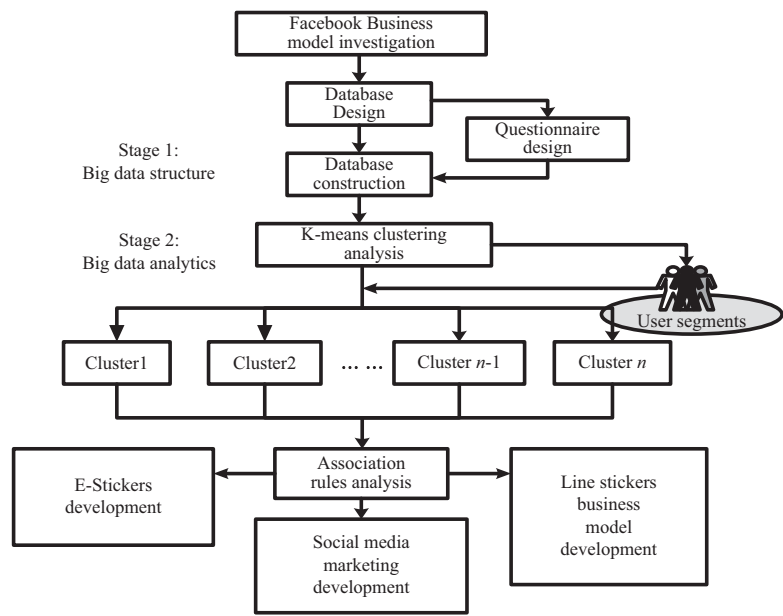 Facebook Business
model investigation
Database
Design
Questionnaire
design
Stage 1:
Big data structure
Database
construction
Stage 2:
Big data analytics
K-means clustering
analysis
User segments
Cluster1
Cluster2
... ...
Cluster n-1
Cluster n
E-Stickers
development
Association
rules analysis
Line stickers
business
model
development
Social media
marketing
development